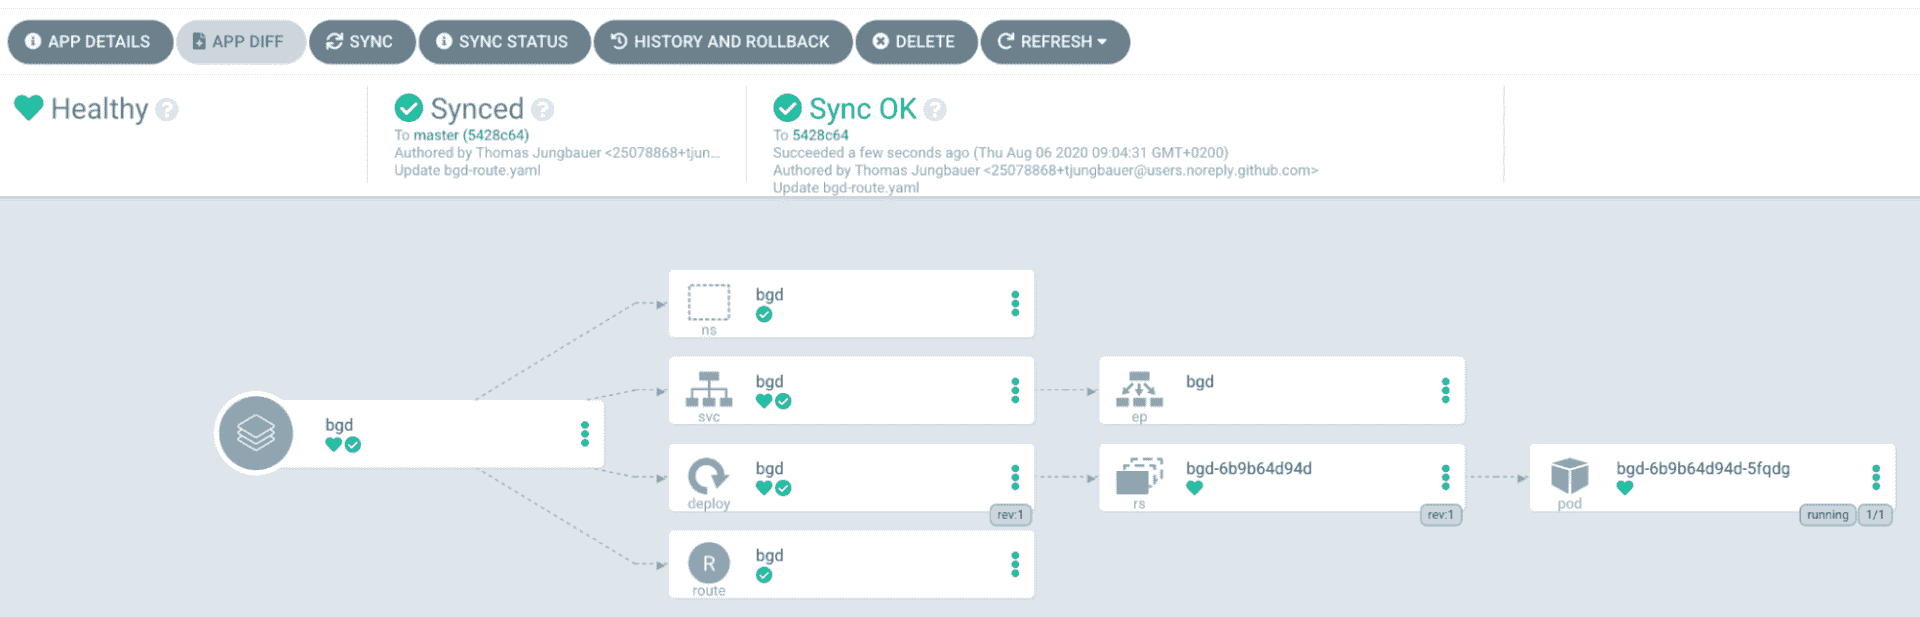 APP DETAILS APP DIFF SYNC SYNC STATUS HISTORY AND ROLLBACK DELETE REFRESH
Healthy
Synced
To master (5428c64)
Authored by Thomas Jungbauer <25078868+tjun...
Update bgd-route.yaml
Sync OK
To 5428c64
Succeeded a few seconds ago (Thu Aug 06 2020 09:04:31 GMT+0200)
Authored by Thomas Jungbauer <25078868+tjungbauer@users.noreply.github.com>
Update bgd-route.yaml
bgd
bgd
ns
bgd
svc
bgd
ep
bgd
deploy
rev:1
bgd-6b9b64d94d
rs
rev:1
bgd-6b9b64d94d-5fqdg
pod
running 1/1
bgd
R
route